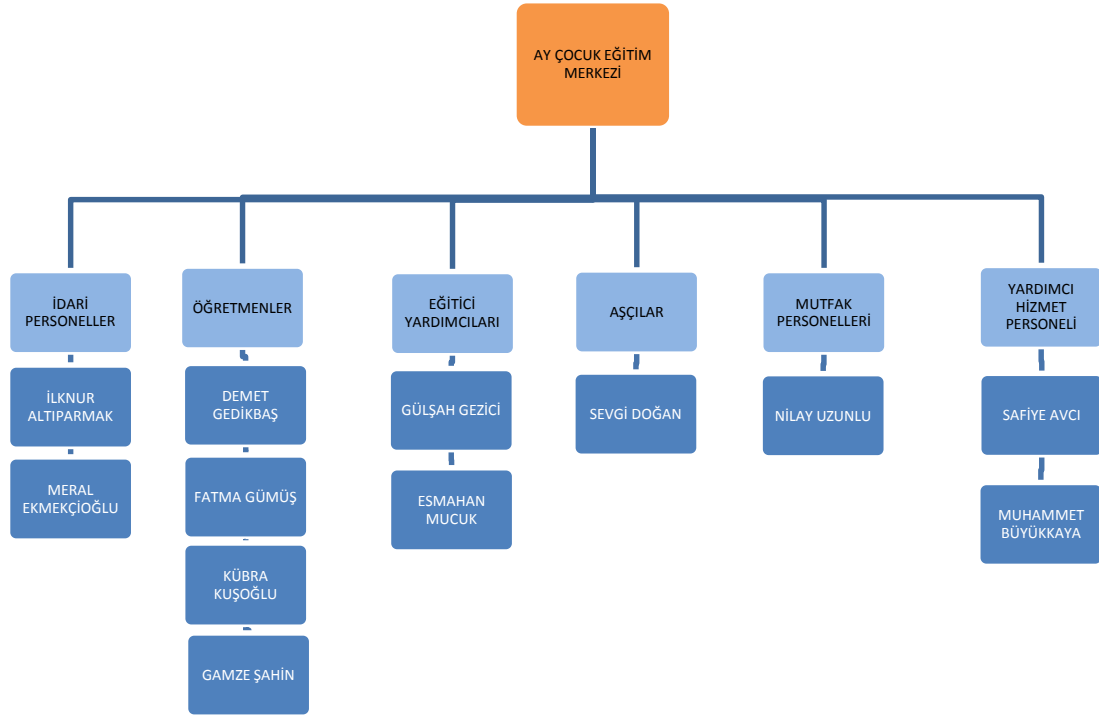 AY ÇOCUK EĞİTİM
MERKEZİ
İDARİ
PERSONELLER
ÖĞRETMENLER
EĞİTİCİ
YARDIMCILARI
AŞÇILAR
MUTFAK
PERSONELLERİ
YARDIMCI
HİZMET
PERSONELİ
İLKNUR
ALTIPARMAK
MERAL
EKMEKÇİOĞLU
DEMET
GEDİKBAŞ
FATMA GÜMÜŞ
KÜBRA
KUŞOĞLU
GAMZE ŞAHİN
GÜLŞAH GEZİCİ
ESMAHAN
MUCUK
SEVGİ DOĞAN
NİLAY UZUNLU
SAFİYE AVCI
MUHAMMET
BÜYÜKKAYA